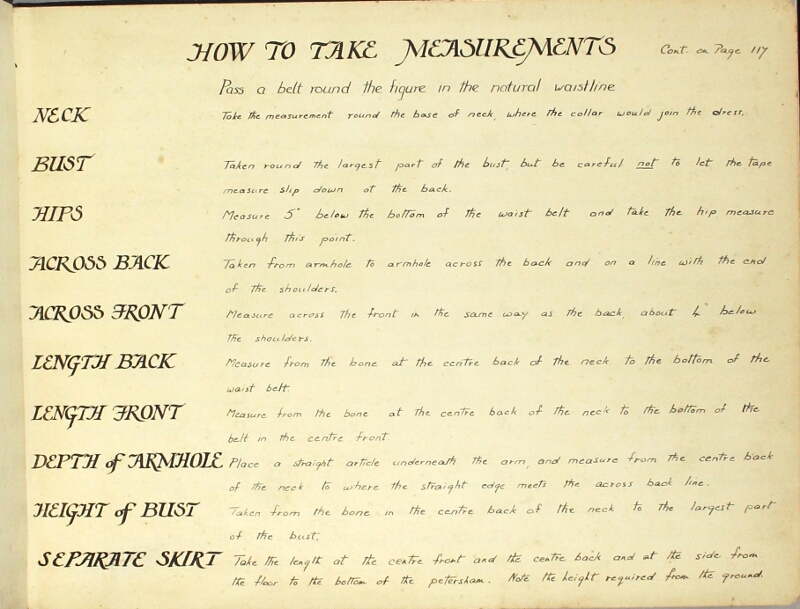 HOW TO TAKE MEASUREMENTS Cont. on Page 117
Pass a belt round the figure in the natural waistline
NECK Take the measurement round the base of neck, where the collar would join the dress.
BUST Taken round the largest part of the bust, but be careful not to let the tape
measure slip down at the back.
HIPS Measure 5" below the bottom of the waist belt and take the hip measure
through this point.
ACROSS BACK Taken from armhole to armhole across the back and on a line with the end
of the shoulders.
ACROSS FRONT Measure across the front in the same way as the back, about 4" below
the shoulders.
LENGTH BACK Measure from the bone at the centre back of the neck to the bottom of the
waist belt.
LENGTH FRONT Measure from the bone at the centre back of the neck to the bottom of the
belt in the centre front.
DEPTH of ARMHOLE Place a straight article underneath the arm, and measure from the centre back
of the neck to where the straight edge meets the across back line.
HEIGHT of BUST Taken from the bone in the centre back of the neck to the largest part
of the bust.
SEPARATE SKIRT Take the length at the centre front and the centre back and at the side from
the floor to the bottom of the petersham. Note the height required from the ground.